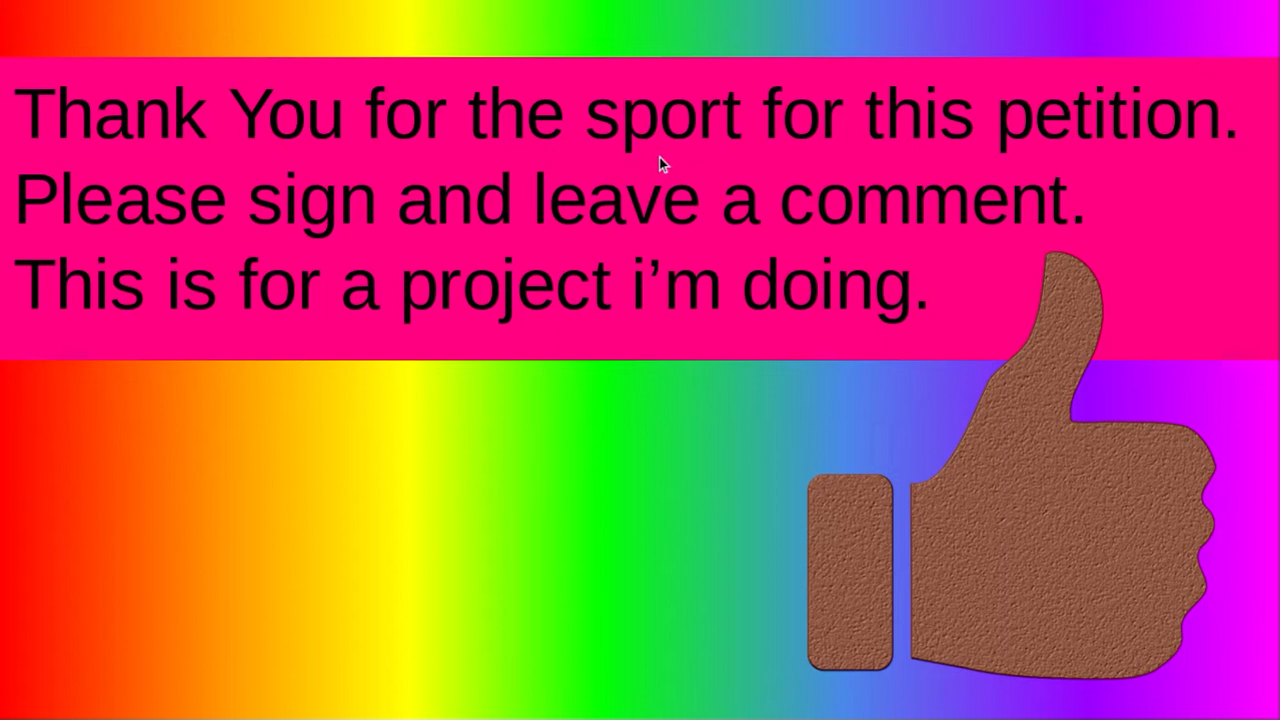 Thank You for the sport for this petition.
Please sign and leave a comment.
This is for a project i’m doing.